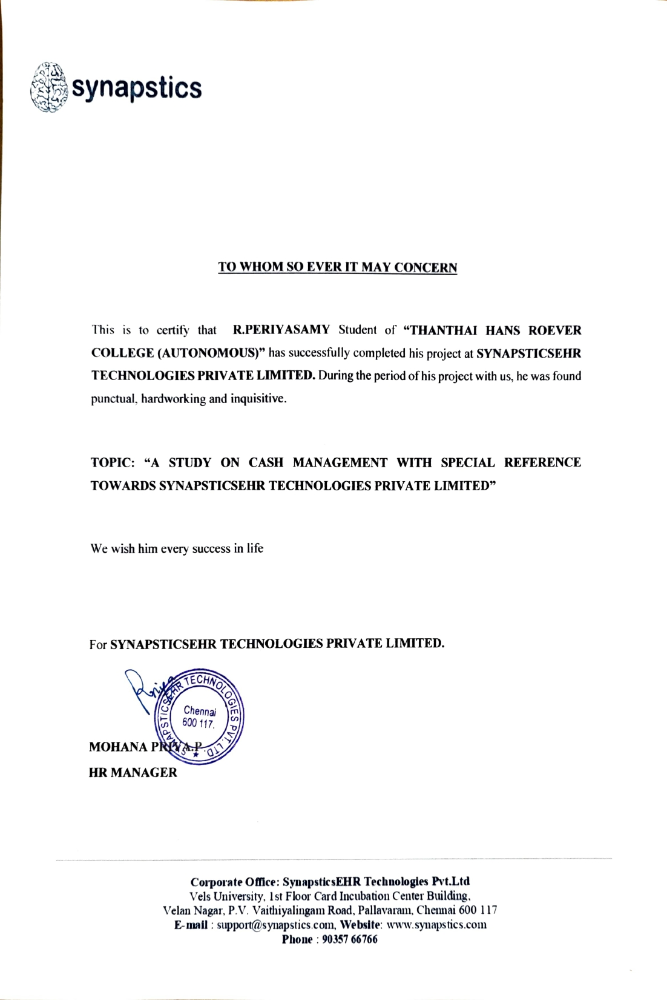 synapstics
TO WHOM SO EVER IT MAY CONCERN
This is to certify that R.PERIYASAMY Student of “THANTHAI HANS ROEVER
COLLEGE (AUTONOMOUS)” has successfully completed his project at SYNAPSTICSEHR
TECHNOLOGIES PRIVATE LIMITED. During the period of his project with us, he was found
punctual, hardworking and inquisitive.
TOPIC: “A STUDY ON CASH MANAGEMENT WITH SPECIAL REFERENCE
TOWARDS SYNAPSTICSEHR TECHNOLOGIES PRIVATE LIMITED”
We wish him every success in life
For SYNAPSTICSEHR TECHNOLOGIES PRIVATE LIMITED.
Priya
SYNAPSTICSEHR TECHNOLOGIES PVT. LTD.
Chennai
600 117.
MOHANA PRIYA.P
HR MANAGER
Corporate Office: SynapsticsEHR Technologies Pvt.Ltd
Vels University, 1st Floor Card Incubation Center Building,
Velan Nagar, P.V. Vaithiyalingam Road, Pallavaram, Chennai 600 117
E-mail : support@synapstics.com, Website: www.synapstics.com
Phone : 90357 66766